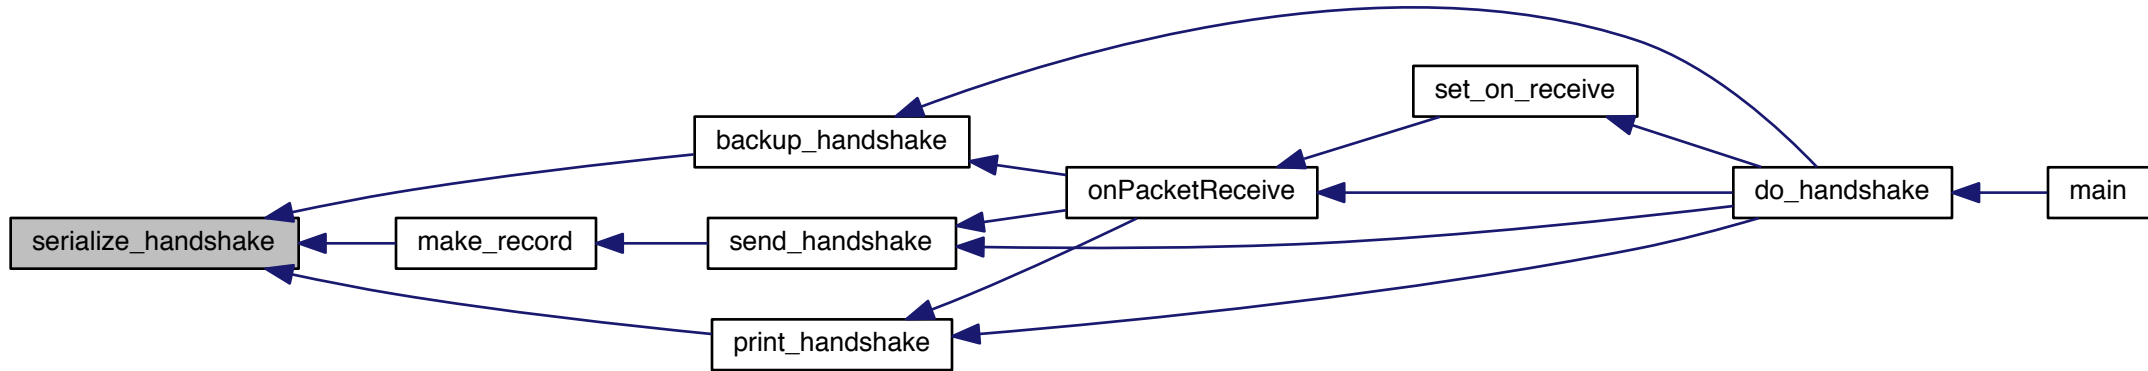 serialize_handshake
backup_handshake
make_record
send_handshake
print_handshake
onPacketReceive
set_on_receive
do_handshake
main